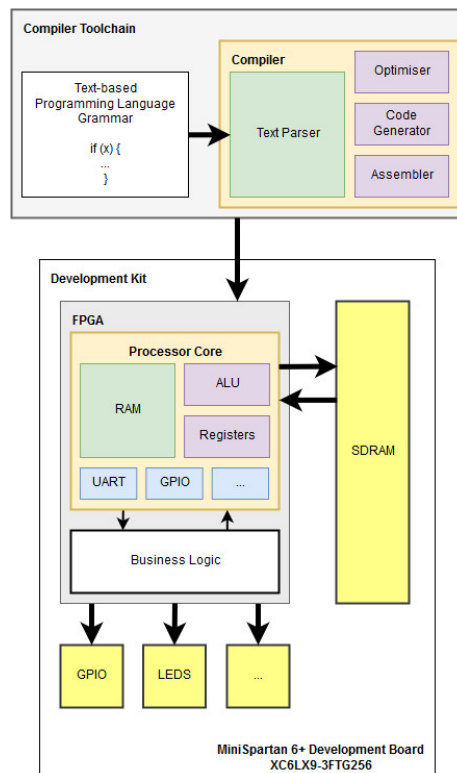 Compiler Toolchain
Text-based
Programming Language
Grammar
if (x) {
...
}
Compiler
Text Parser
Optimiser
Code
Generator
Assembler
Development Kit
FPGA
Processor Core
RAM
ALU
Registers
UART
GPIO
...
Business Logic
SDRAM
GPIO
LEDS
...
MiniSpartan 6+ Development Board
XC6LX9-3FTG256